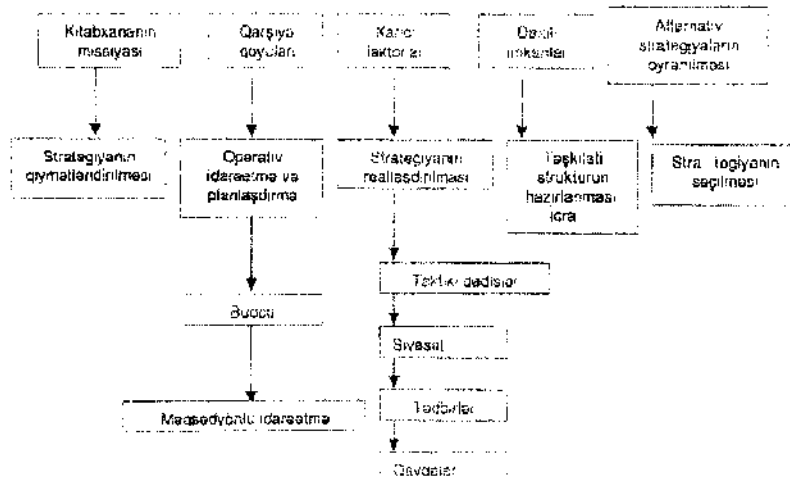 Kitabxananın
missiyası
Qarşıya
qoyulan
Xarici
faktorlar
Daxili
imkanlar
Alternativ
strategiyaların
öyrənilməsi
Strategiyanın
qiymətləndirilməsi
Operativ
idarəetmə və
planlaşdırma
Strategiyanın
reallaşdırılması
Təşkilati
strukturun
hazırlanması
icra
Strategiyanın
seçilməsi
Büdcə
Taktiki
Siyasət
Məqsədyönlü idarəetmə
Tədbirlər
Qaydalar